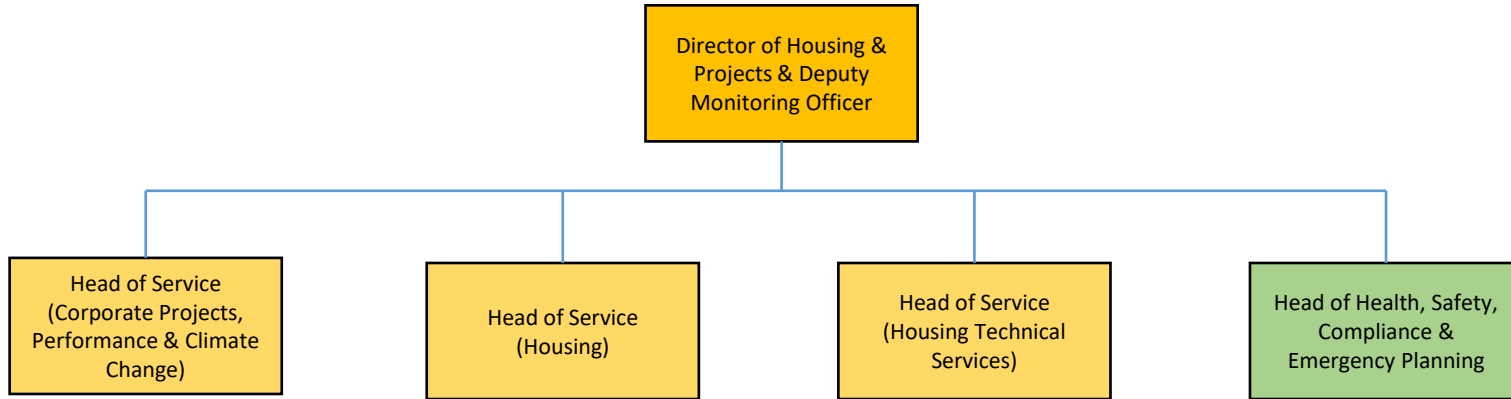 Director of Housing &
Projects & Deputy
Monitoring Officer
Head of Service
(Corporate Projects,
Performance & Climate
Change)
Head of Service
(Housing)
Head of Service
(Housing Technical
Services)
Head of Health, Safety,
Compliance &
Emergency Planning